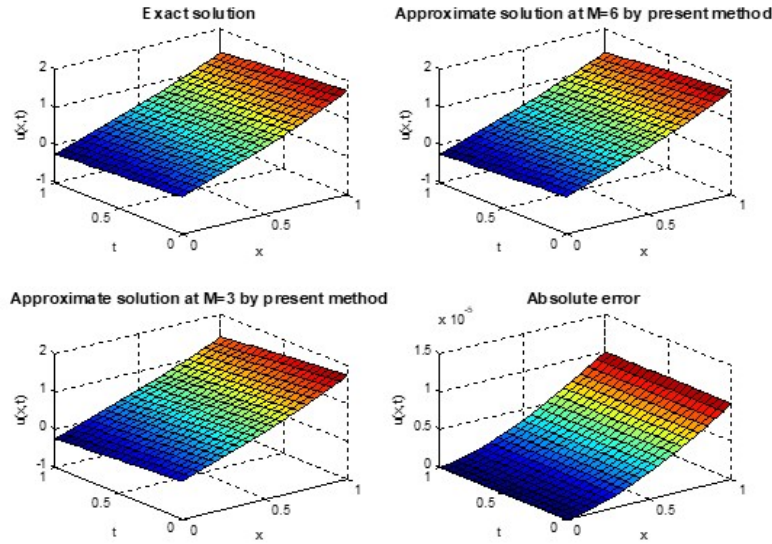 Exact solution
2
1
0
-1
u(x,t)
1
0.5
0
t
0
0.5
1
x
Approximate solution at M=6 by present method
2
1
0
-1
u(x,t)
1
0.5
0
t
0
0.5
1
x
Approximate solution at M=3 by present method
2
1
0
-1
u(x,t)
1
0.5
0
t
0
0.5
1
x
Absolute error
x 10^-5
1.5
1
0.5
0
u(x,t)
1
0.5
0
t
0
0.5
1
x